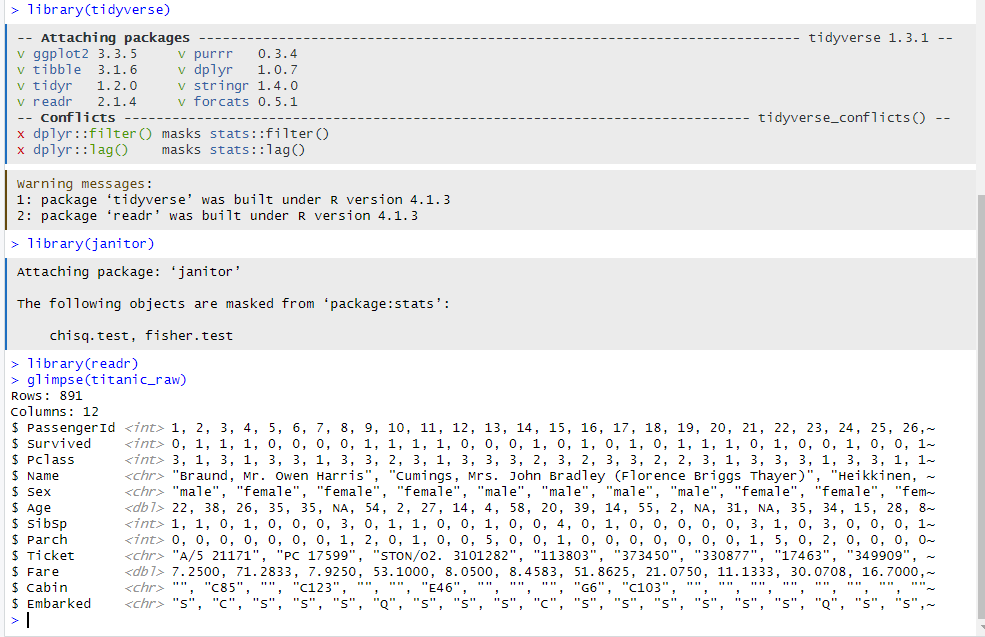 > library(tidyverse)
-- Attaching packages --------------------------------------------------------------------------- tidyverse 1.3.1 --
v ggplot2 3.3.5     v purrr   0.3.4
v tibble  3.1.6     v dplyr   1.0.7
v tidyr   1.2.0     v stringr 1.4.0
v readr   2.1.4     v forcats 0.5.1
-- Conflicts ------------------------------------------------------------------------------ tidyverse_conflicts() --
x dplyr::filter() masks stats::filter()
x dplyr::lag()    masks stats::lag()
Warning messages:
1: package ‘tidyverse’ was built under R version 4.1.3
2: package ‘readr’ was built under R version 4.1.3
> library(janitor)
Attaching package: ‘janitor’
The following objects are masked from ‘package:stats’:
    chisq.test, fisher.test
> library(readr)
> glimpse(titanic_raw)
Rows: 891
Columns: 12
$ PassengerId <int> 1, 2, 3, 4, 5, 6, 7, 8, 9, 10, 11, 12, 13, 14, 15, 16, 17, 18, 19, 20, 21, 22, 23, 24, 25, 26,~
$ Survived    <int> 0, 1, 1, 1, 0, 0, 0, 0, 1, 1, 1, 1, 0, 0, 0, 1, 0, 1, 0, 1, 0, 1, 1, 1, 0, 1, 0, 0, 1, 0, 0, 1~
$ Pclass      <int> 3, 1, 3, 1, 3, 3, 1, 3, 3, 2, 3, 1, 3, 3, 3, 2, 3, 2, 3, 3, 2, 2, 3, 1, 3, 3, 3, 1, 3, 3, 1, 1~
$ Name        <chr> "Braund, Mr. Owen Harris", "Cumings, Mrs. John Bradley (Florence Briggs Thayer)", "Heikkinen, ~
$ Sex         <chr> "male", "female", "female", "female", "male", "male", "male", "male", "female", "female", "fem~
$ Age         <dbl> 22, 38, 26, 35, 35, NA, 54, 2, 27, 14, 4, 58, 20, 39, 14, 55, 2, NA, 31, NA, 35, 34, 15, 28, 8~
$ SibSp       <int> 1, 1, 0, 1, 0, 0, 0, 3, 0, 1, 1, 0, 0, 1, 0, 0, 4, 0, 1, 0, 0, 0, 0, 0, 3, 1, 0, 3, 0, 0, 0, 1~
$ Parch       <int> 0, 0, 0, 0, 0, 0, 0, 1, 2, 0, 1, 0, 0, 5, 0, 0, 1, 0, 0, 0, 0, 0, 0, 0, 1, 5, 0, 2, 0, 0, 0, 0~
$ Ticket      <chr> "A/5 21171", "PC 17599", "STON/O2. 3101282", "113803", "373450", "330877", "17463", "349909", ~
$ Fare        <dbl> 7.2500, 71.2833, 7.9250, 53.1000, 8.0500, 8.4583, 51.8625, 21.0750, 11.1333, 30.0708, 16.7000,~
$ Cabin       <chr> "", "C85", "", "C123", "", "", "E46", "", "", "", "G6", "C103", "", "", "", "", "", "", "", ""~
$ Embarked    <chr> "S", "C", "S", "S", "S", "Q", "S", "S", "S", "C", "S", "S", "S", "S", "S", "S", "Q", "S", "S",~
>